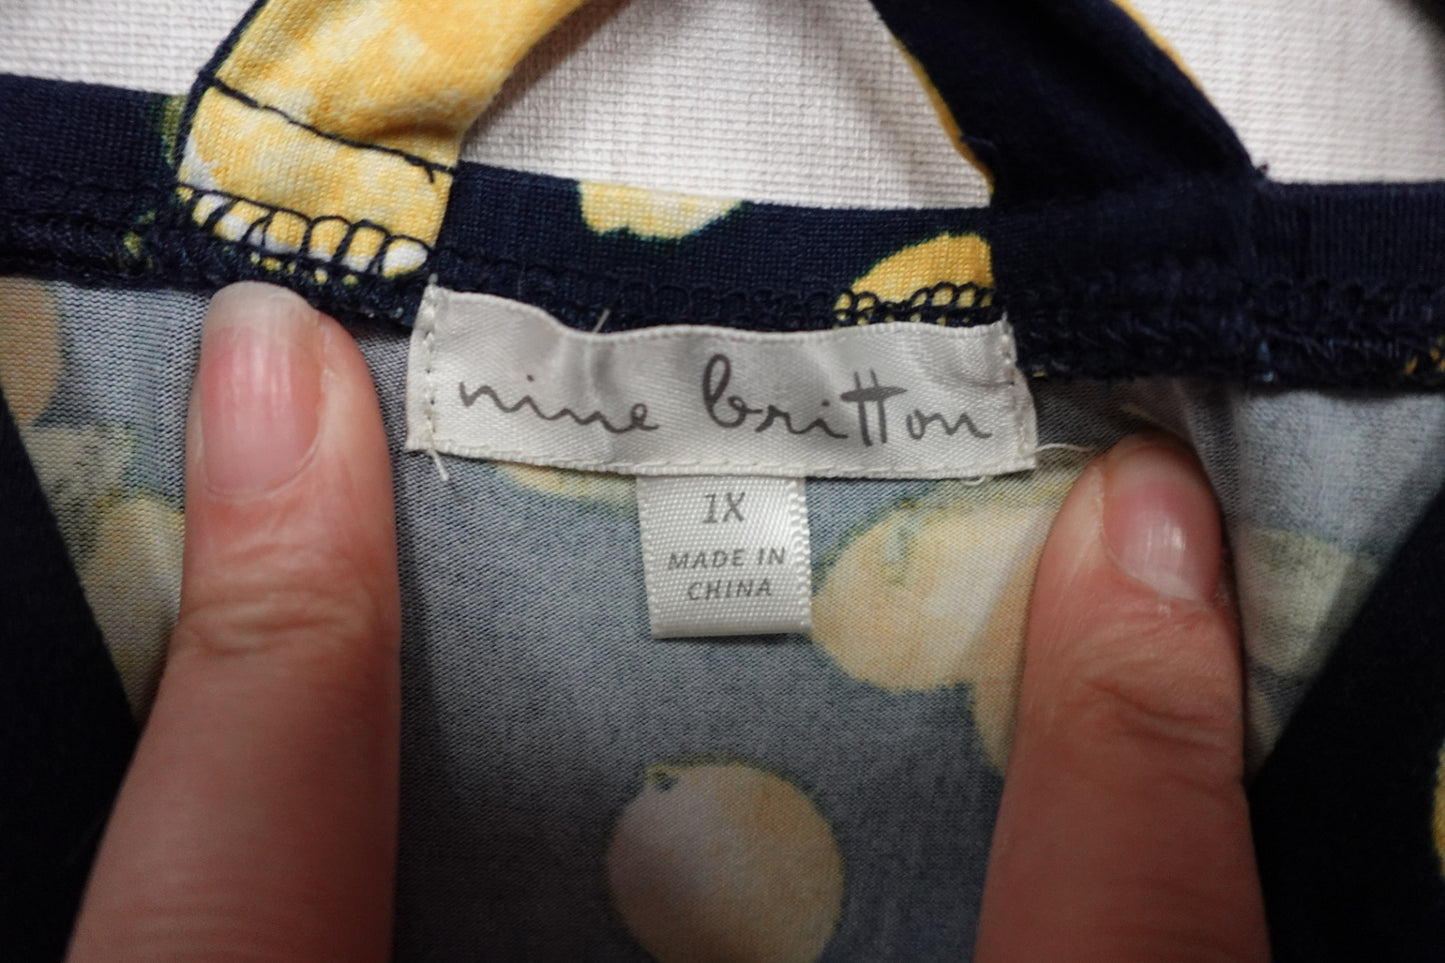 nine britton
1X
MADE IN
CHINA